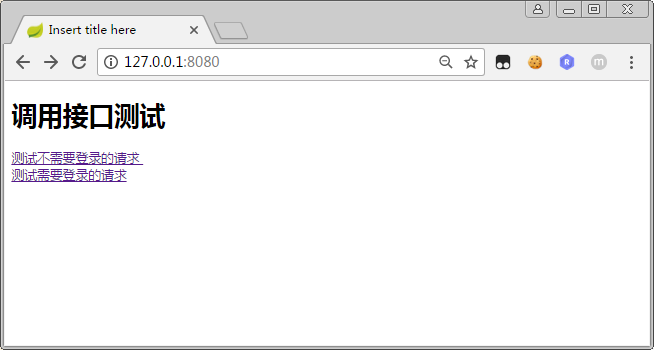 Insert title here
127.0.0.1:8080
调用接口测试
测试不需要登录的请求
测试需要登录的请求